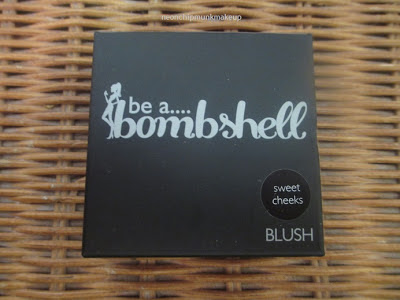 neonchipmunkmakeup
be a....
bombshell
sweet
cheeks
BLUSH